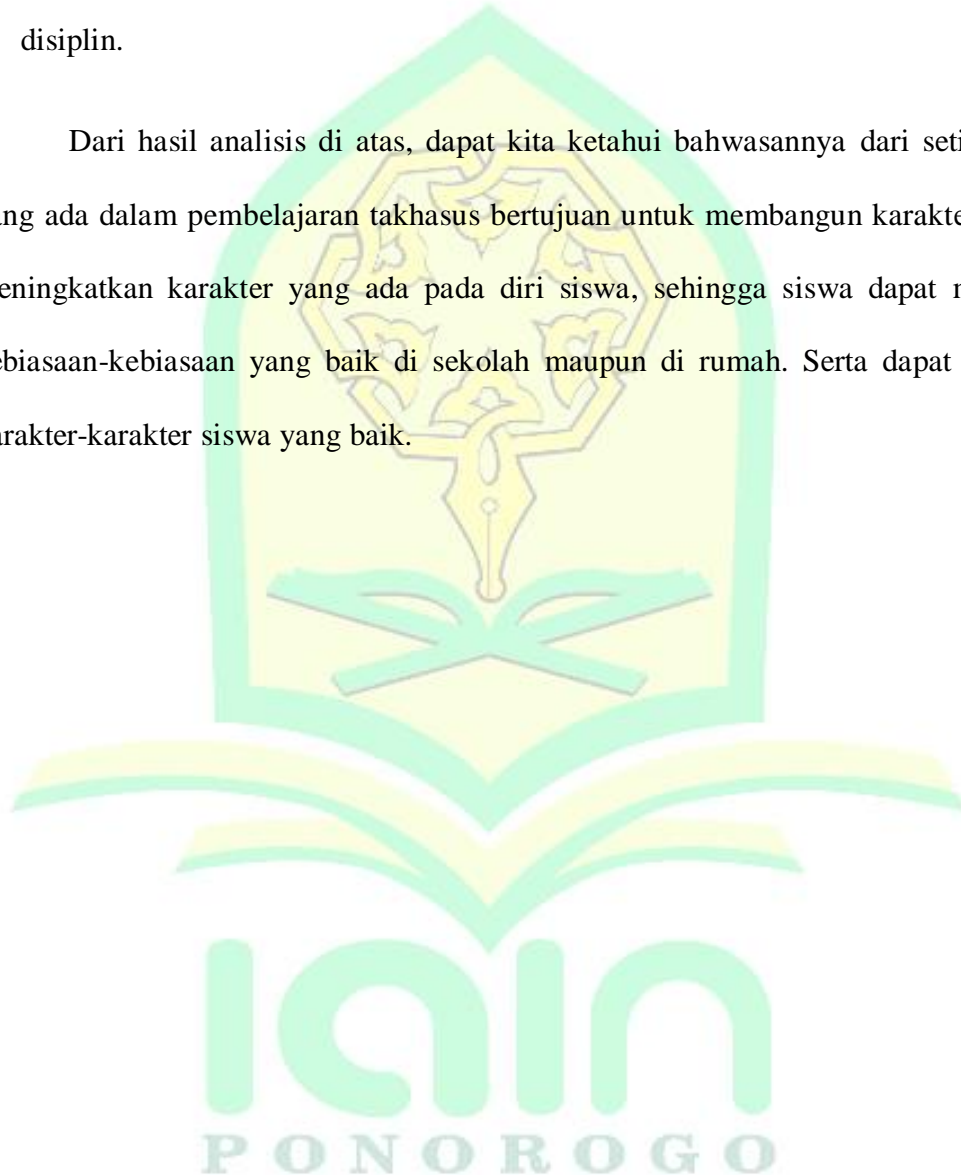 disiplin.
Dari hasil analisis di atas, dapat kita ketahui bahwasannya dari seti
ang ada dalam pembelajaran takhasus bertujuan untuk membangun karakte
eningkatkan karakter yang ada pada diri siswa, sehingga siswa dapat
ebiasaan-kebiasaan yang baik di sekolah maupun di rumah. Serta dapat
arakter-karakter siswa yang baik.
iain
PONOROGO